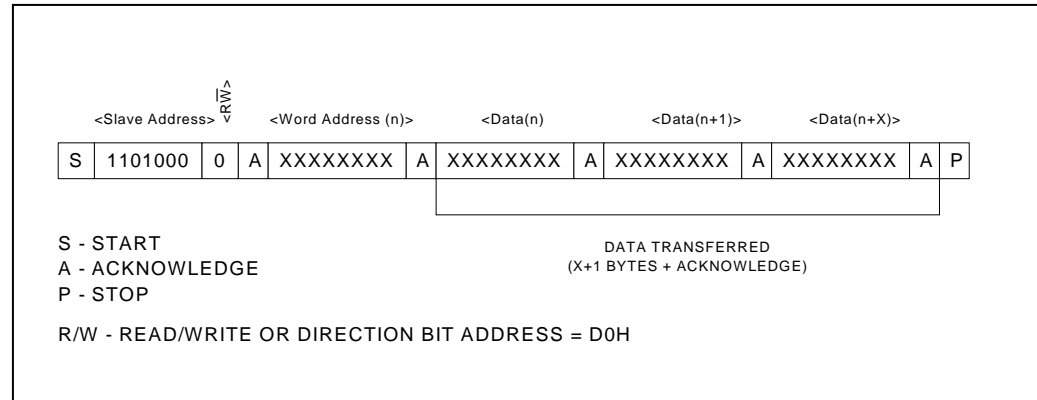 <RW>
<Slave Address> <Word Address (n)> <Data(n) <Data(n+1)> <Data(n+X)>
S 1101000 0 A XXXXXXXX A XXXXXXXX A XXXXXXXX A XXXXXXXX A P
S - START
A - ACKNOWLEDGE
P - STOP
DATA TRANSFERRED
(X+1 BYTES + ACKNOWLEDGE)
R/W - READ/WRITE OR DIRECTION BIT ADDRESS = D0H